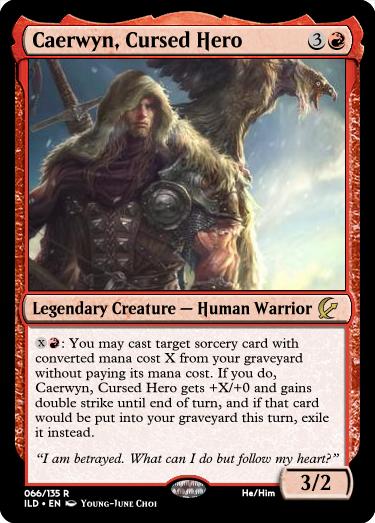 Caerwyn, Cursed Hero 3
Legendary Creature — Human Warrior
X : You may cast target sorcery card with
converted mana cost X from your graveyard
without paying its mana cost. If you do,
Caerwyn, Cursed Hero gets +X/+0 and gains
double strike until end of turn, and if that card
would be put into your graveyard this turn, exile
it instead.
“I am betrayed. What can I do but follow my heart?”
3/2
066/135 R He/Him
ILD • EN Young-June Choi